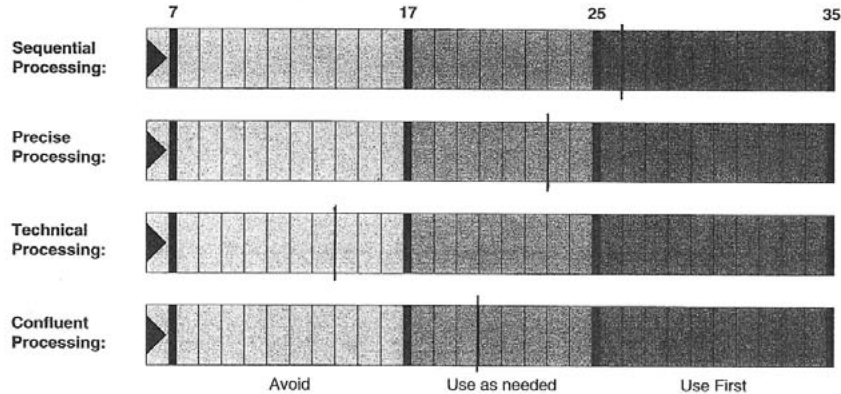 7 17 25 35
Sequential
Processing:
Precise
Processing:
Technical
Processing:
Confluent
Processing:
Avoid Use as needed Use First